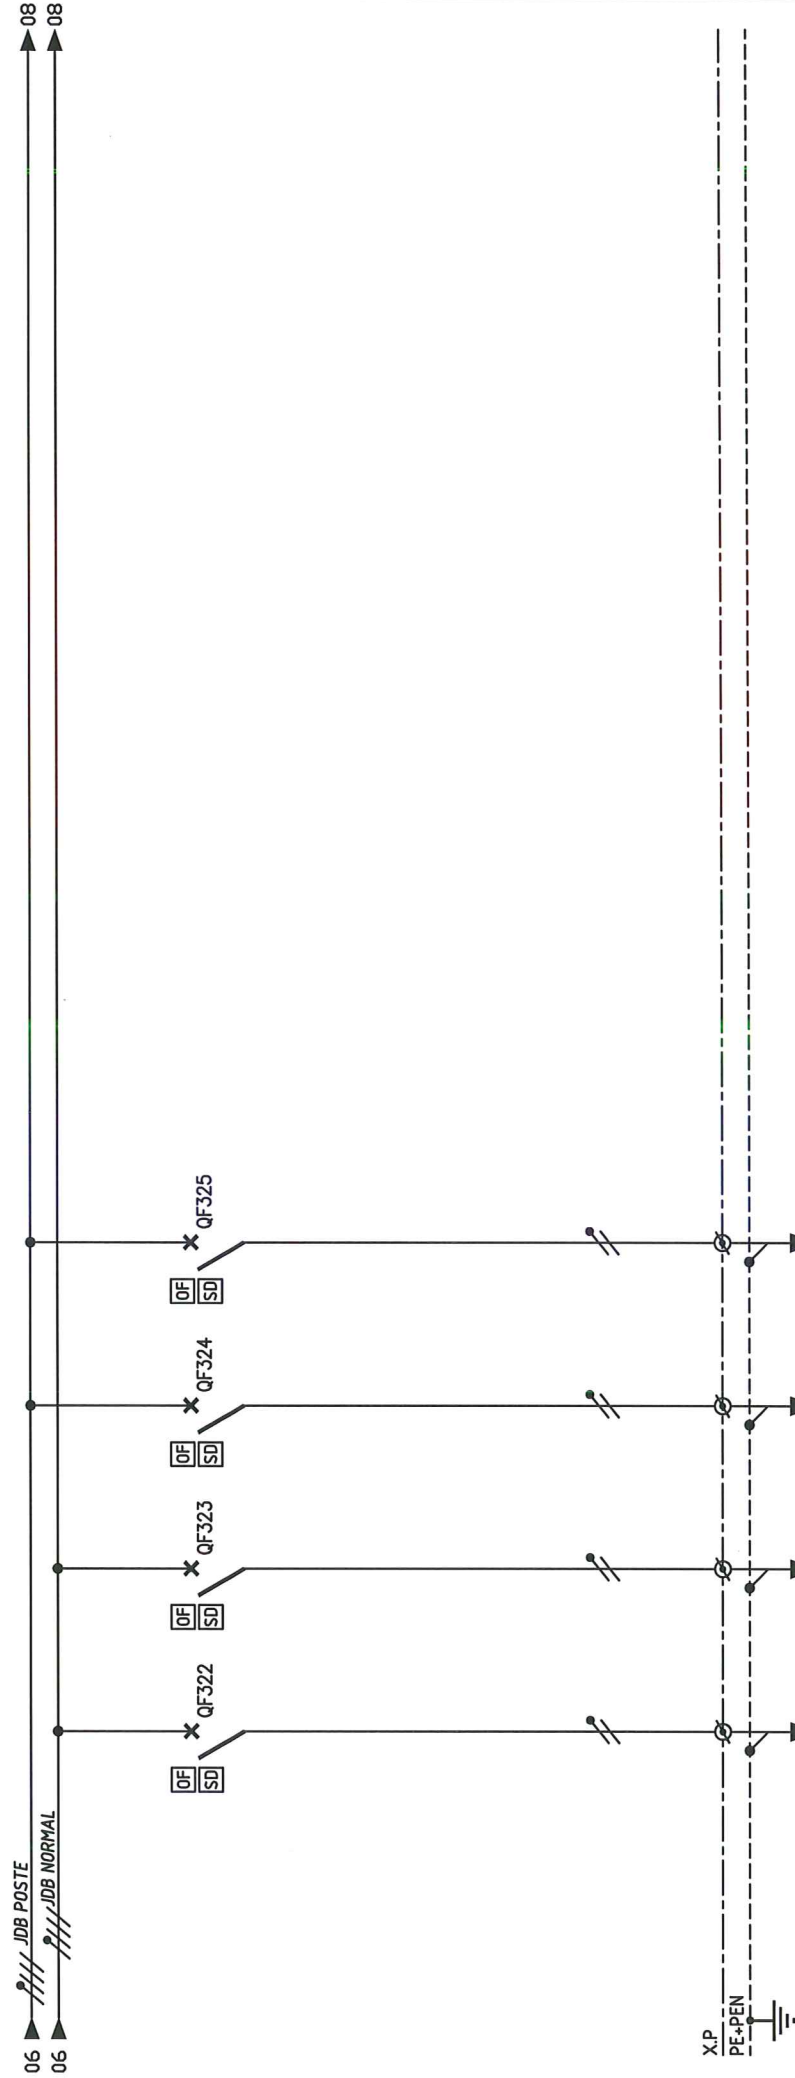 06
JDB POSTE
08
06
JDB NORMAL
08
OF
SD
QF322
OF
SD
QF323
OF
SD
QF324
OF
SD
QF325
X.P
PE+PEN